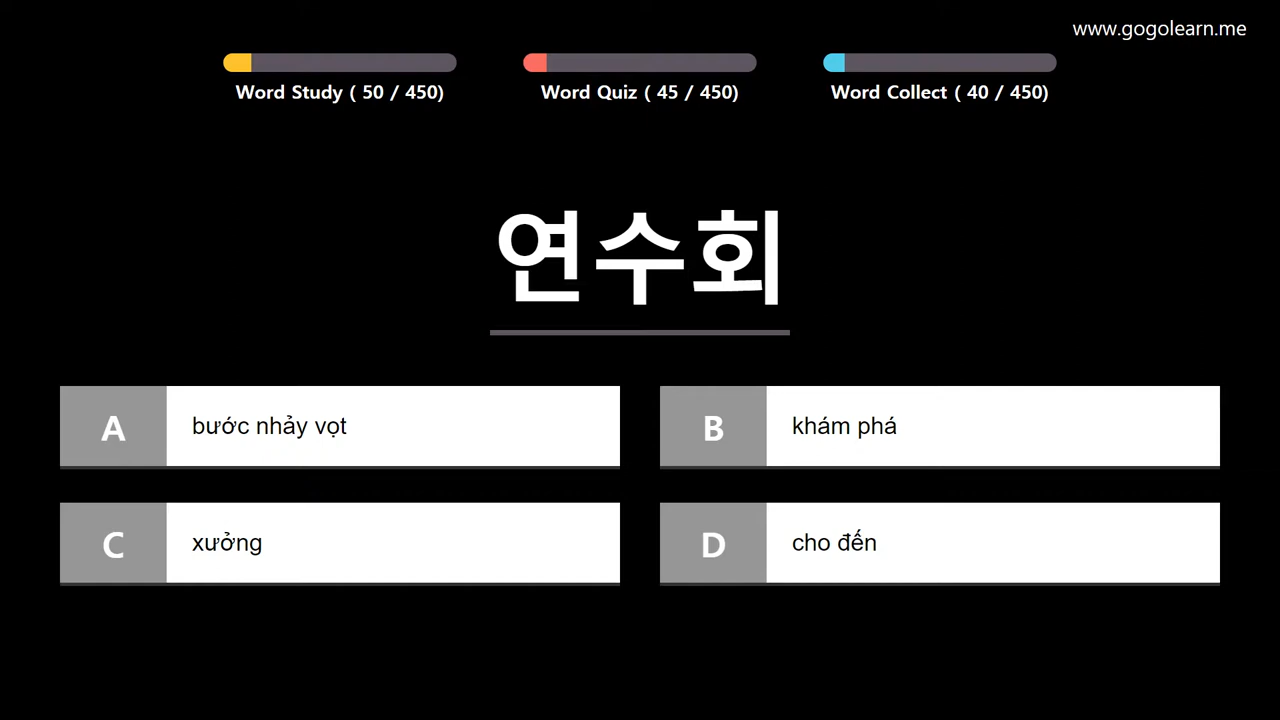 www.gogolearn.me
Word Study ( 50 / 450)
Word Quiz ( 45 / 450)
Word Collect ( 40 / 450)
연수회
A bước nhảy vọt
B khám phá
C xưởng
D cho đến